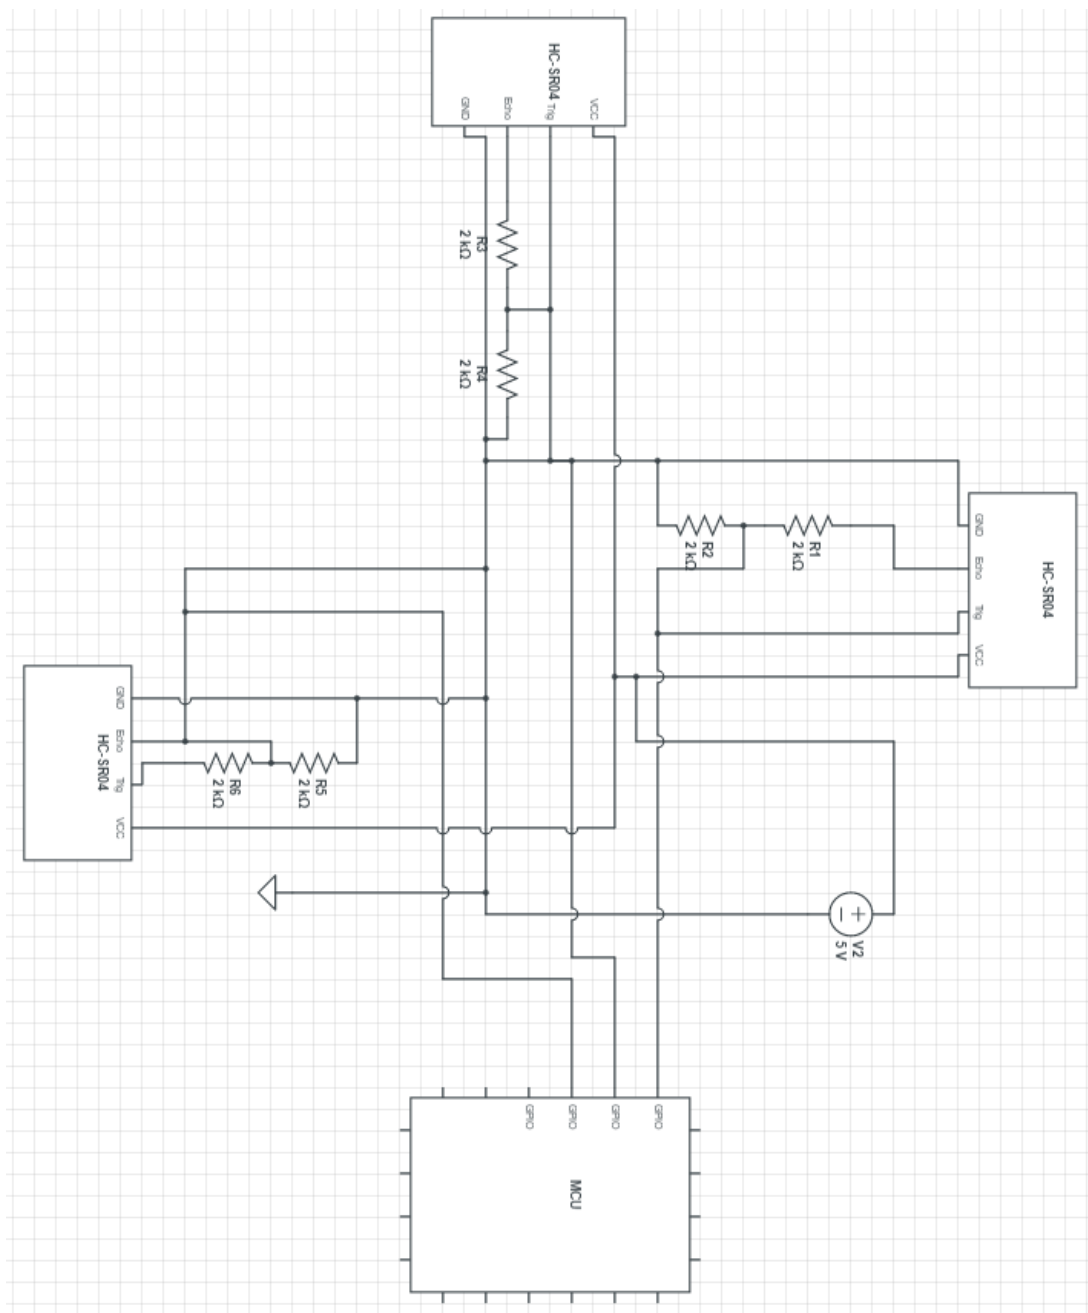 HC-SR04
GND
Echo
Trig
VCC
R3
2 kΩ
R4
2 kΩ
HC-SR04
GND
Echo
Trig
VCC
R1
2 kΩ
R2
2 kΩ
HC-SR04
GND
Echo
Trig
VCC
R5
2 kΩ
R6
2 kΩ
V2
5 V
MCU
GPIO
GPIO
GPIO
GPIO